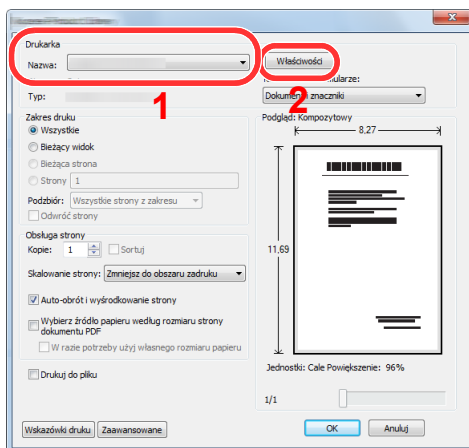 Drukarka
Nazwa:
Właściwości
Typ:
Dokument i znaczniki
1
2
Zakres druku
Wszystkie
Bieżący widok
Bieżąca strona
Strony 1
Podzbiór: Wszystkie strony z zakresu
Odwróć strony
Obsługa strony
Kopie: 1 Sortuj
Skalowanie strony: Zmniejsz do obszaru zadruku
Auto-obrót i wyśrodkowanie strony
Wybierz źródło papieru według rozmiaru strony
dokumentu PDF
W razie potrzeby użyj własnego rozmiaru papieru
Drukuj do pliku
Wskazówki druku Zaawansowane
Podgląd: Kompozytowy
8,27
11,69
Jednostki: Cale Powiększenie: 96%
1/1
OK Anuluj